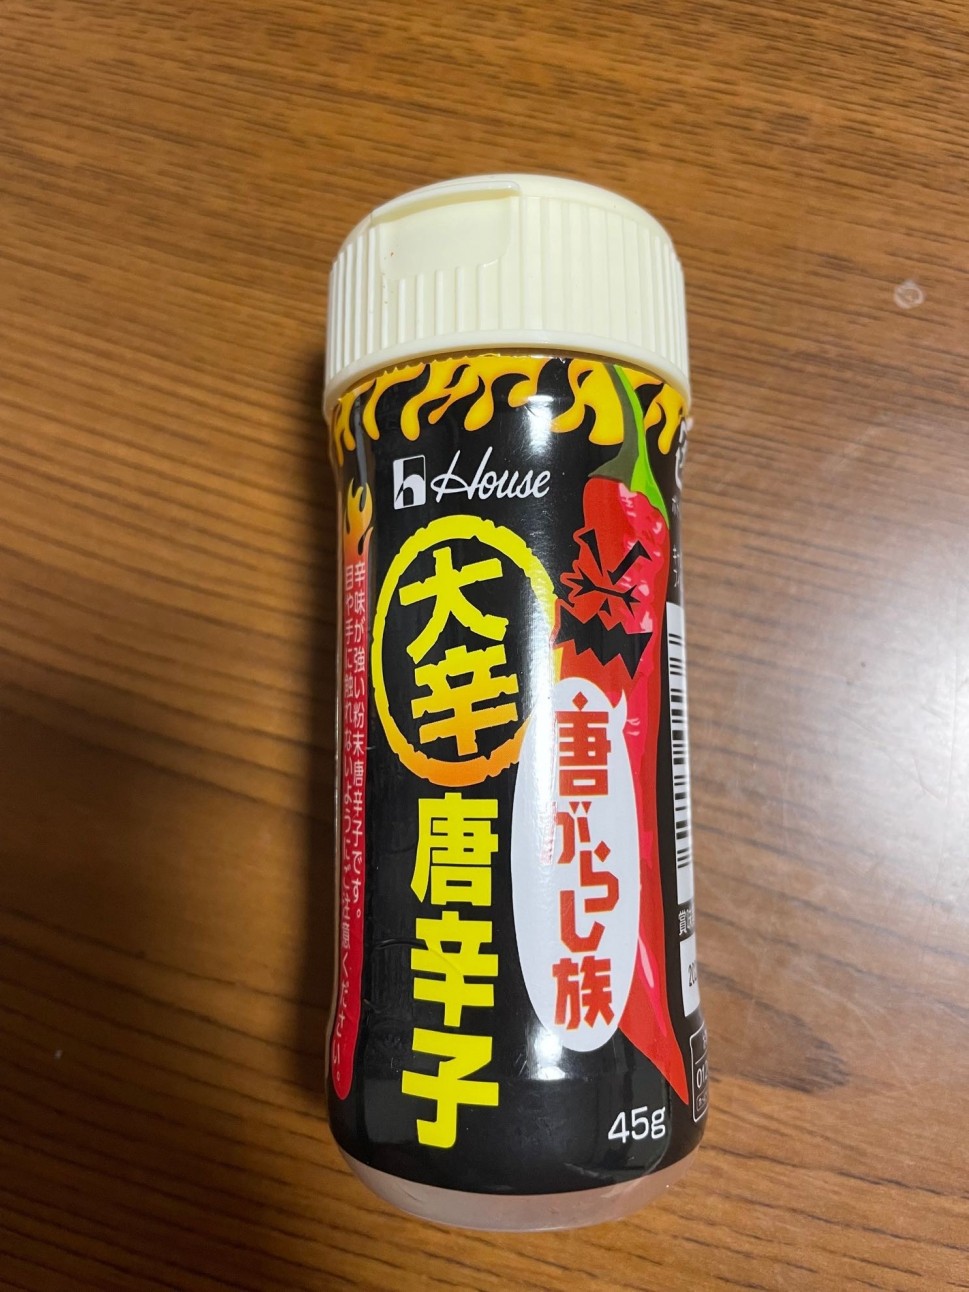 House
大辛
唐辛子
唐がらし族
45g
辛味が強い粉末唐辛子です。
目や手に触れないようにご注意ください。
賞味